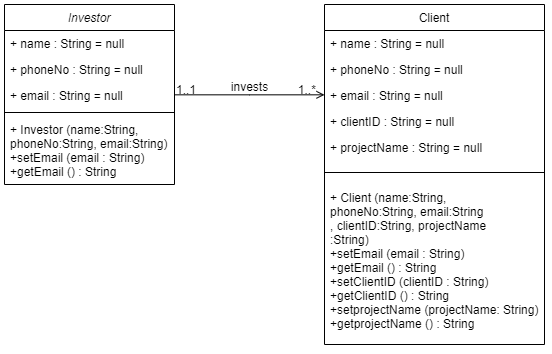 Investor
+ name : String = null
+ phoneNo : String = null
+ email : String = null
+ Investor (name:String,
phoneNo:String, email:String)
+setEmail (email : String)
+getEmail () : String
1..1
invests
1..*
Client
+ name : String = null
+ phoneNo : String = null
+ email : String = null
+ clientID : String = null
+ projectName : String = null
+ Client (name:String,
phoneNo:String, email:String
, clientID:String, projectName
:String)
+setEmail (email : String)
+getEmail () : String
+setClientID (clientID : String)
+getClientID () : String
+setprojectName (projectName: String)
+getprojectName () : String